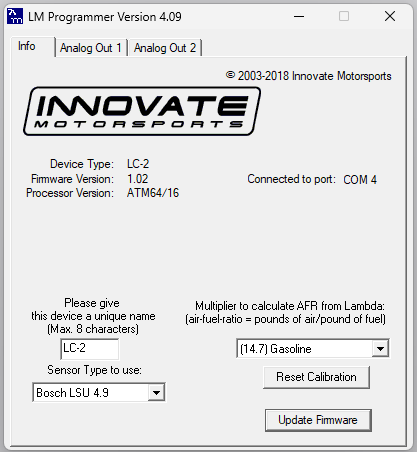 LM Programmer Version 4.09
Info Analog Out 1 Analog Out 2
© 2003-2018 Innovate Motorsports
INNOVATE
MOTORSPORTS
Device Type: LC-2
Firmware Version: 1.02
Processor Version: ATM64/16
Connected to port: COM 4
Please give
this device a unique name
(Max. 8 characters)
LC-2
Sensor Type to use:
Bosch LSU 4.9
Multiplier to calculate AFR from Lambda:
(air-fuel-ratio = pounds of air/pound of fuel)
(14.7) Gasoline
Reset Calibration
Update Firmware